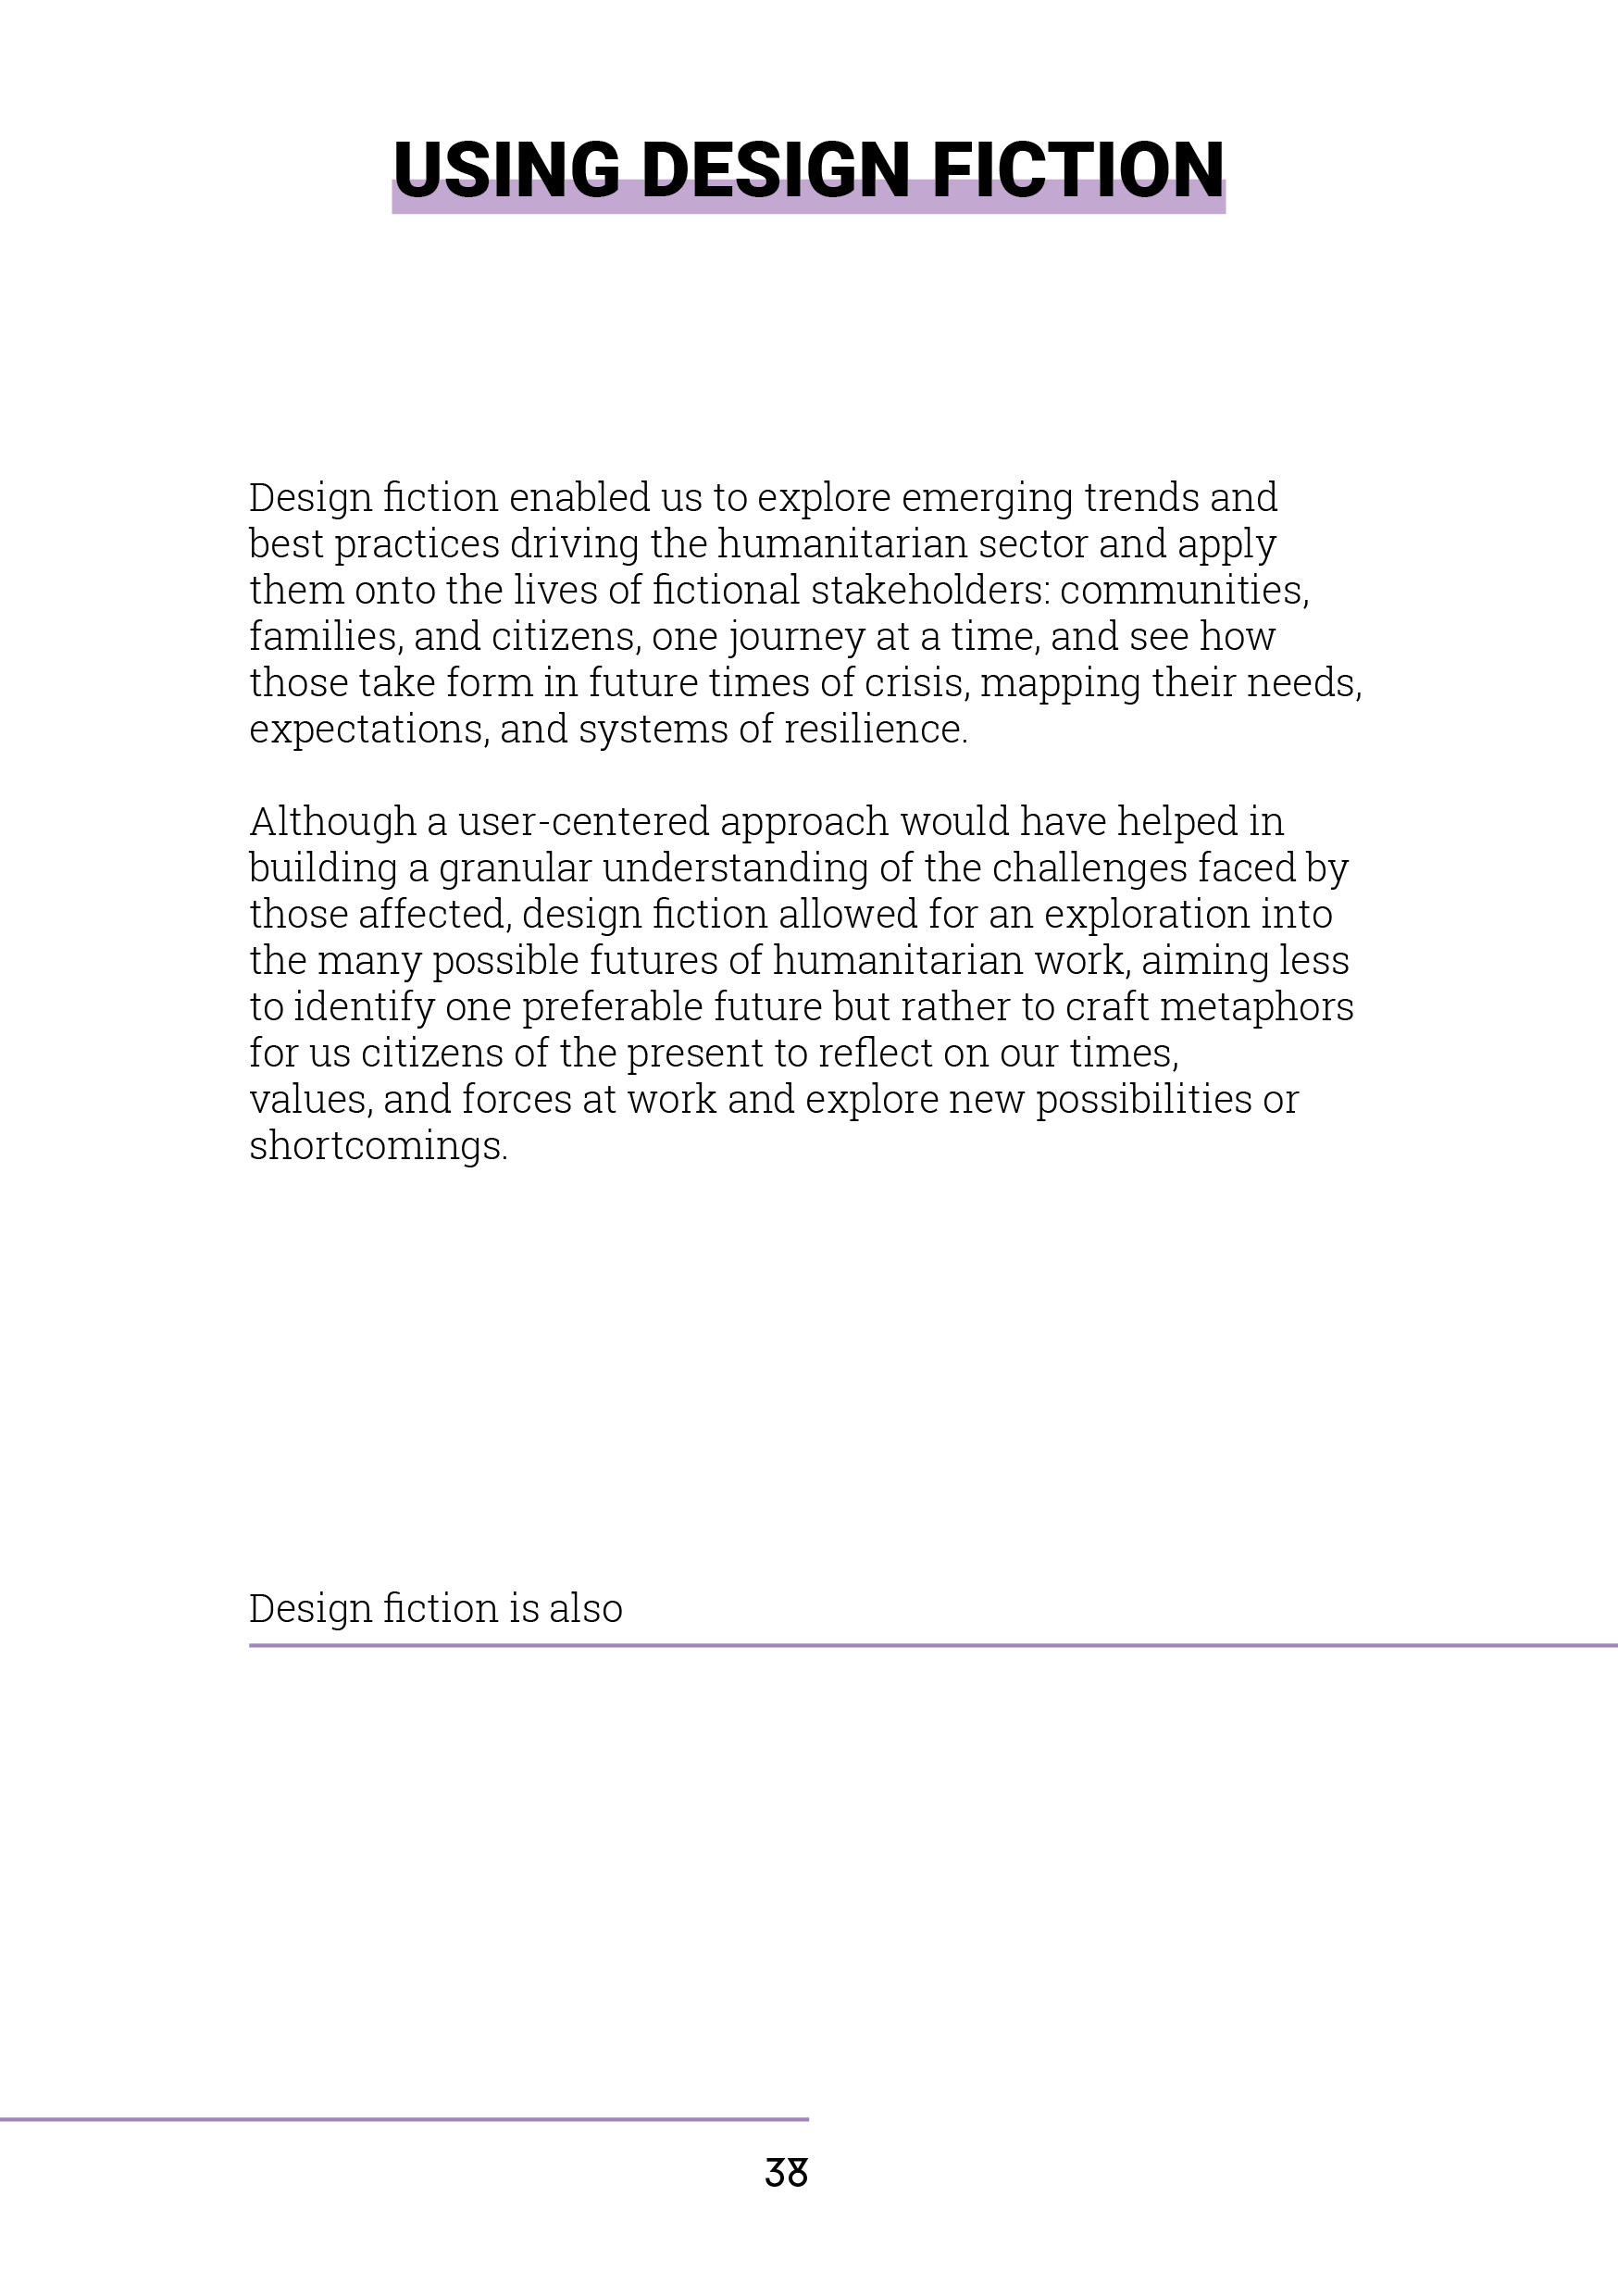 USING DESIGN FICTION
Design fiction enabled us to explore emerging trends and
best practices driving the humanitarian sector and apply
them onto the lives of fictional stakeholders: communities,
families, and citizens, one journey at a time, and see how
those take form in future times of crisis, mapping their needs,
expectations, and systems of resilience.
Although a user-centered approach would have helped in
building a granular understanding of the challenges faced by
those affected, design fiction allowed for an exploration into
the many possible futures of humanitarian work, aiming less
to identify one preferable future but rather to craft metaphors
for us citizens of the present to reflect on our times,
values, and forces at work and explore new possibilities or
shortcomings.
Design fiction is also
38